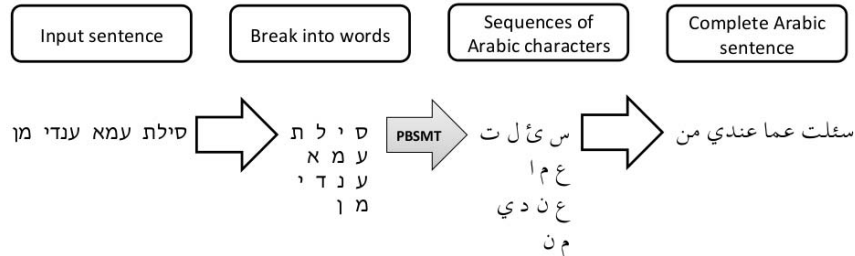 Input sentence
Break into words
Sequences of
Arabic characters
Complete Arabic
sentence
סילת עמא ענדי מן
ס י ל ת
ע מ א
ע נ ד י
מ ן
PBSMT
س ئ ل ت
ع م ا
ع ن د ي
م ن
سئلت عما عندي من